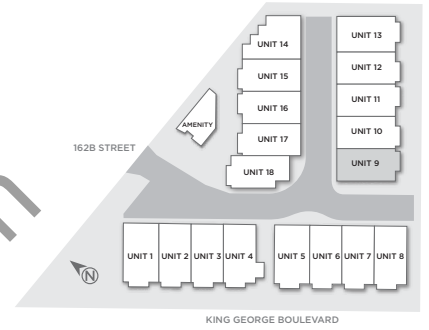 UNIT 13
UNIT 14
UNIT 12
UNIT 15
UNIT 11
UNIT 16
AMENITY
UNIT 10
UNIT 17
162B STREET
UNIT 9
UNIT 18
UNIT 1 UNIT 2 UNIT 3 UNIT 4 UNIT 5 UNIT 6 UNIT 7 UNIT 8
N
KING GEORGE BOULEVARD